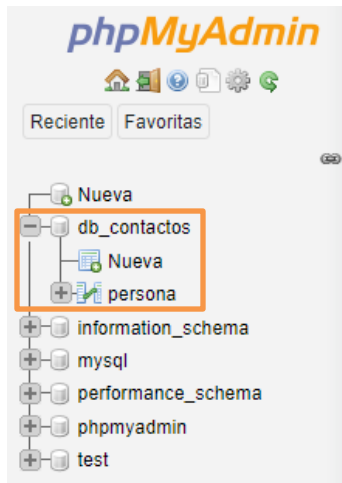 phpMyAdmin
Reciente Favoritas
Nueva
db_contactos
Nueva
persona
information_schema
mysql
performance_schema
phpmyadmin
test